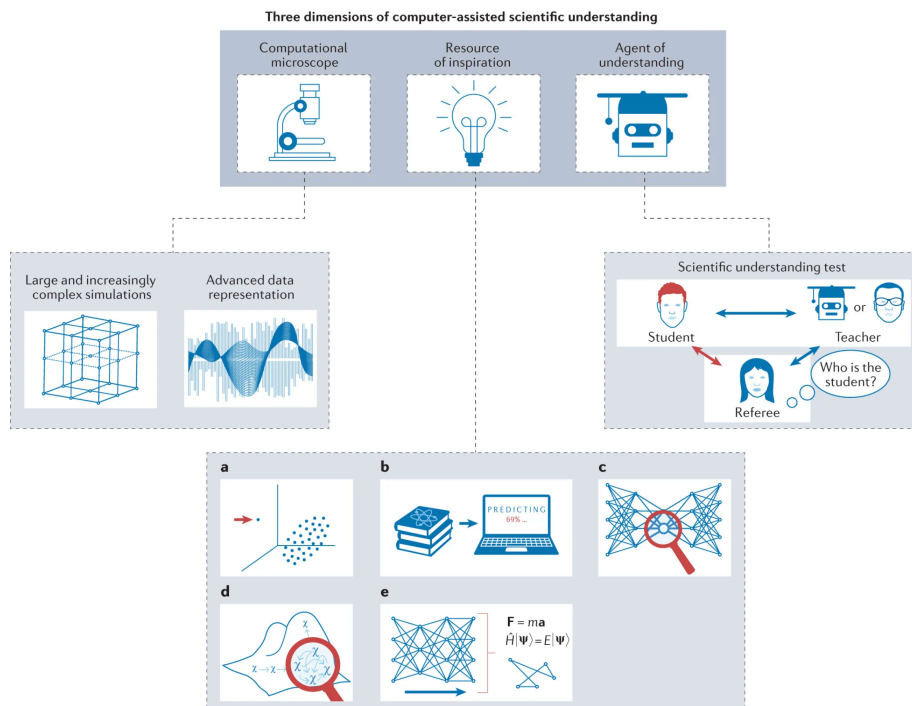 Three dimensions of computer-assisted scientific understanding
Computational
microscope
Resource
of inspiration
Agent of
understanding
Large and increasingly
complex simulations
Advanced data
representation
Scientific understanding test
or
Student
Teacher
Who is the
student?
Referee
a
b
c
PREDICTING
69% ...
d
e
χ
χ → χ →
χ
χ
χ
χ
F = ma
Ĥ|Ψ⟩ = E|Ψ⟩